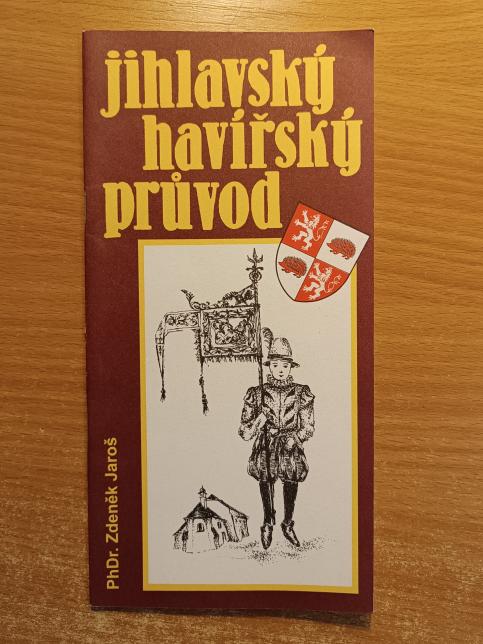 jihlavský
havířský
průvod
PhDr. Zdeněk Jaroš